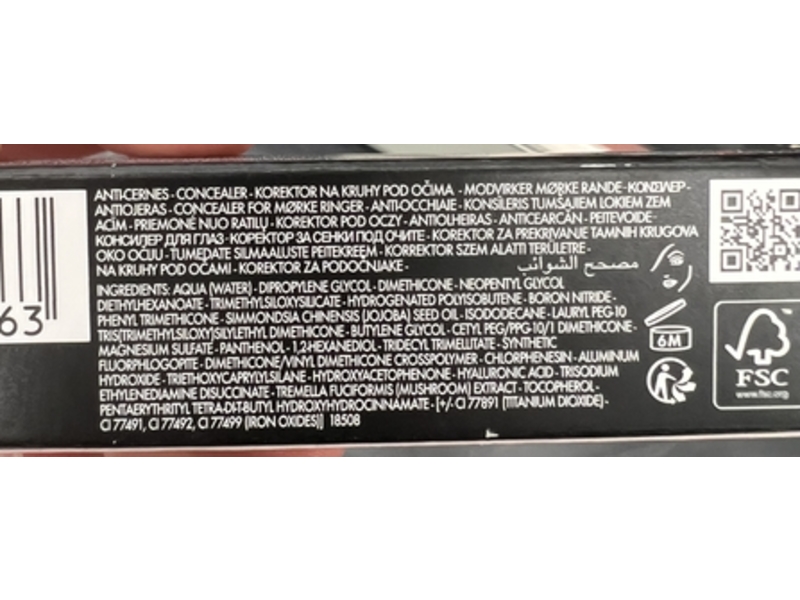 ANTI-CERNES - CONCEALER - KOREKTOR NA KRUHY POD OČIMA - MODVIRKER MØRKE RANDE - КОНСИЛЕР -
ANTIOJERAS - CONCEALER FOR MØRKE RINGER - ANTI-OCCHIAIE - KONSILERIS TUMSAJIEM LOKIEM ZEM
ACĪM - PRIEMONĖ NUO RATILŲ - KOREKTOR POD OCZY - ANTIOLHEIRAS - ANTICEARCĂN - PEITEVOIDE -
КОНСИЛЕР ДЛЯ ГЛАЗ - КОРЕКТОР ЗА СЕНКИ ПОД ОЧИТЕ - KOREKTOR ZA PREKRIVANJE TAMNIH KRUGOVA
OKO OČIJU - TUMEDATE SILMAALUSTE PEITEKREEM - KORREKTOR SZEM ALATTI TERÜLETRE -
NA KRUHY POD OČAMI - KOREKTOR ZA PODOČNJAKE - مصحح الشوائب
INGREDIENTS: AQUA (WATER) - DIPROPYLENE GLYCOL - DIMETHICONE - NEOPENTYL GLYCOL
DIETHYLHEXANOATE - TRIMETHYLSILOXYSILICATE - HYDROGENATED POLYISOBUTENE - BORON NITRIDE -
PHENYL TRIMETHICONE - SIMMONDSIA CHINENSIS (JOJOBA) SEED OIL - ISODODECANE - LAURYL PEG-10
TRIS(TRIMETHYLSILOXY)SILYLETHYL DIMETHICONE - BUTYLENE GLYCOL - CETYL PEG/PPG-10/1 DIMETHICONE -
MAGNESIUM SULFATE - PANTHENOL - 1,2-HEXANEDIOL - TRIDECYL TRIMELLITATE - SYNTHETIC
FLUORPHLOGOPITE - DIMETHICONE/VINYL DIMETHICONE CROSSPOLYMER - CHLORPHENESIN - ALUMINUM
HYDROXIDE - TRIETHOXYCAPRYLYLSILANE - HYDROXYACETOPHENONE - HYALURONIC ACID - TRISODIUM
ETHYLENEDIAMINE DISUCCINATE - TREMELLA FUCIFORMIS (MUSHROOM) EXTRACT - TOCOPHEROL -
PENTAERYTHRITYL TETRA-DI-T-BUTYL HYDROXYHYDROCINNAMATE - [+/- CI 77891 (TITANIUM DIOXIDE) -
CI 77491, CI 77492, CI 77499 (IRON OXIDES)] 18508
63
6M
FSC
www.fsc.org